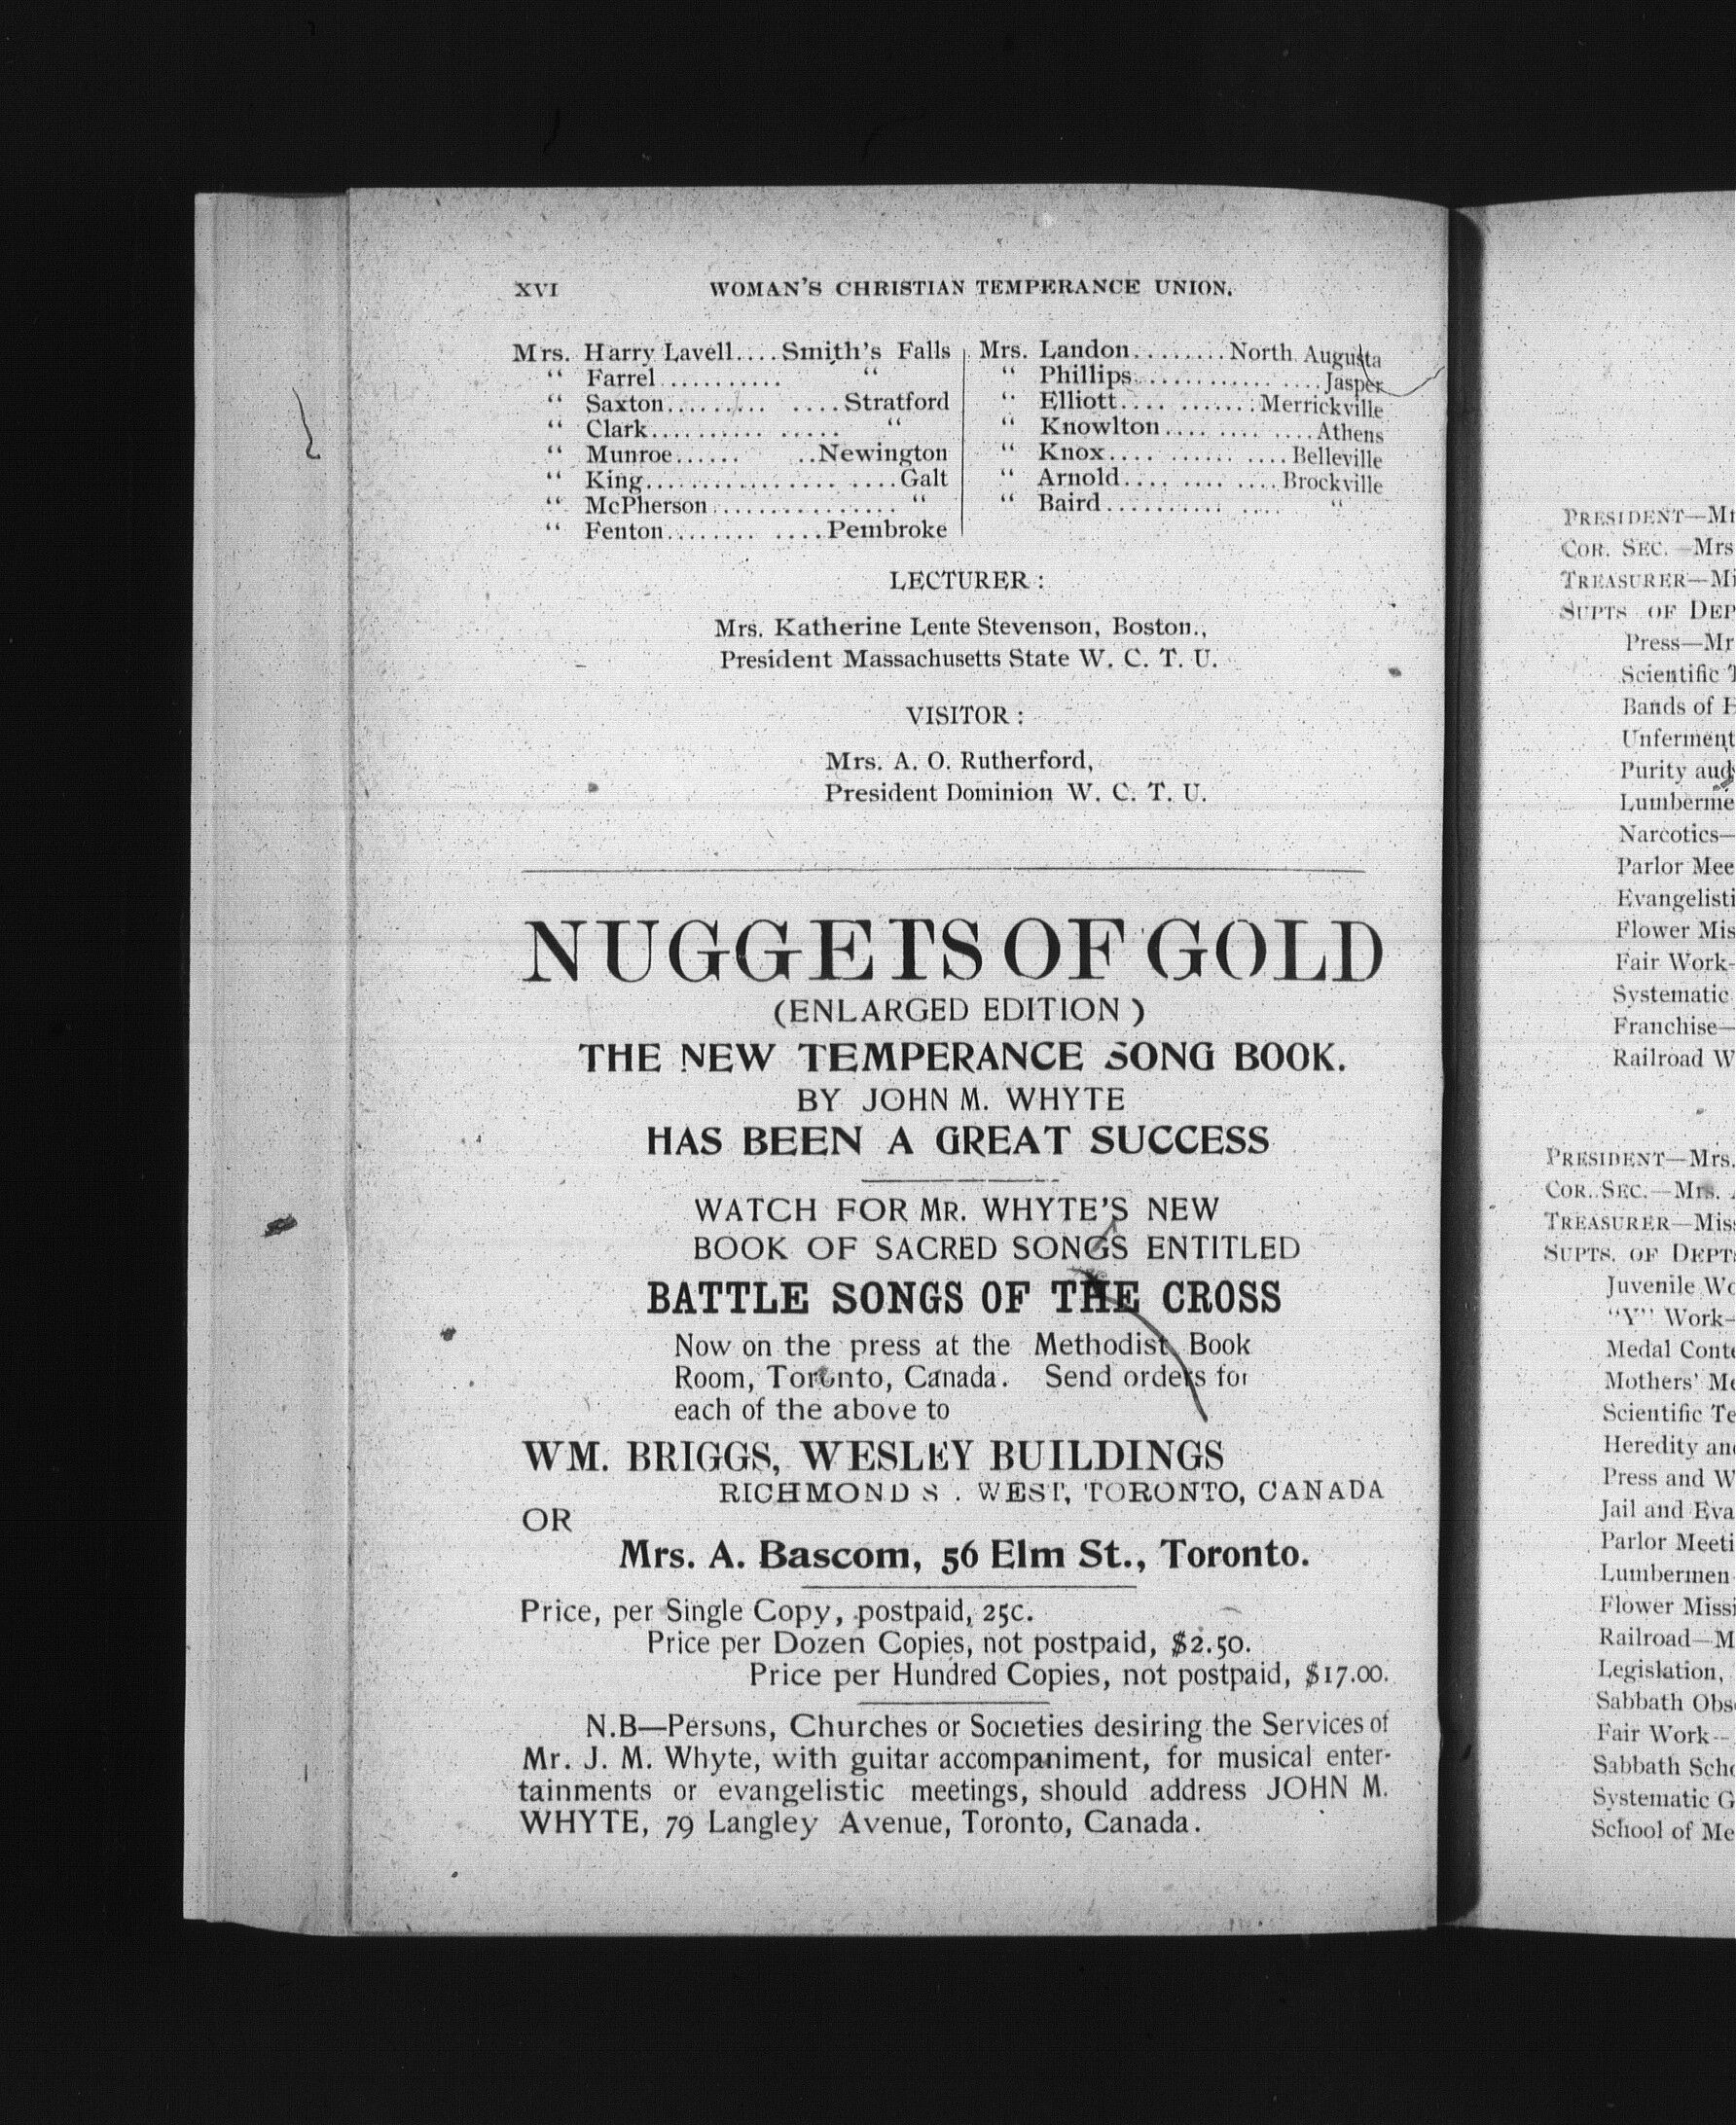 XVI WOMAN'S CHRISTIAN TEMPERANCE UNION.
Mrs. Harry Lavell....Smith's Falls
“ Farrel........... “
“ Saxton......... ....Stratford
“ Clark.......... ..... “
“ Munroe...... ..Newington
“ King................ ....Galt
“ McPherson............... “
“ Fenton........ ....Pembroke
Mrs. Landon........North Augusta
“ Phillips............ ....Jasper
“ Elliott.... .......Merrickville
“ Knowlton.... .... ....Athens
“ Knox.... ...... ....Belleville
“ Arnold.... .... ....Brockville
“ Baird.......... .... “
LECTURER :
Mrs. Katherine Lente Stevenson, Boston.,
President Massachusetts State W. C. T. U.
VISITOR :
Mrs. A. O. Rutherford,
President Dominion W. C. T. U.
NUGGETS OF GOLD
(ENLARGED EDITION )
THE NEW TEMPERANCE SONG BOOK.
BY JOHN M. WHYTE
HAS BEEN A GREAT SUCCESS
WATCH FOR MR. WHYTE'S NEW
BOOK OF SACRED SONGS ENTITLED
BATTLE SONGS OF THE CROSS
Now on the press at the Methodist Book
Room, Toronto, Canada. Send orders for
each of the above to
WM. BRIGGS, WESLEY BUILDINGS
RICHMOND S . WEST, TORONTO, CANADA
OR
Mrs. A. Bascom, 56 Elm St., Toronto.
Price, per Single Copy, postpaid, 25c.
Price per Dozen Copies, not postpaid, $2.50.
Price per Hundred Copies, not postpaid, $17.00.
N.B—Persons, Churches or Societies desiring the Services of
Mr. J. M. Whyte, with guitar accompaniment, for musical enter-
tainments or evangelistic meetings, should address JOHN M.
WHYTE, 79 Langley Avenue, Toronto, Canada.
PRESIDENT—M
COR. SEC. —Mrs
TREASURER—M
SUPTS OF DEP
Press—Mr
Scientific
Bands of
Unferment
Purity and
Lumberme
Narcotics—
Parlor Mee
Evangelisti
Flower Mis
Fair Work-
Systematic
Franchise—
Railroad W
PRESIDENT—Mrs.
COR. SEC.—Mrs.
TREASURER—Miss
SUPTS. OF DEPTS
Juvenile Wo
“Y” Work-
Medal Conte
Mothers' Me
Scientific Te
Heredity and
Press and W
Jail and Eva
Parlor Meeti
Lumbermen
Flower Missi
Railroad—M
Legislation,
Sabbath Obs
Fair Work--
Sabbath Scho
Systematic G
School of Me